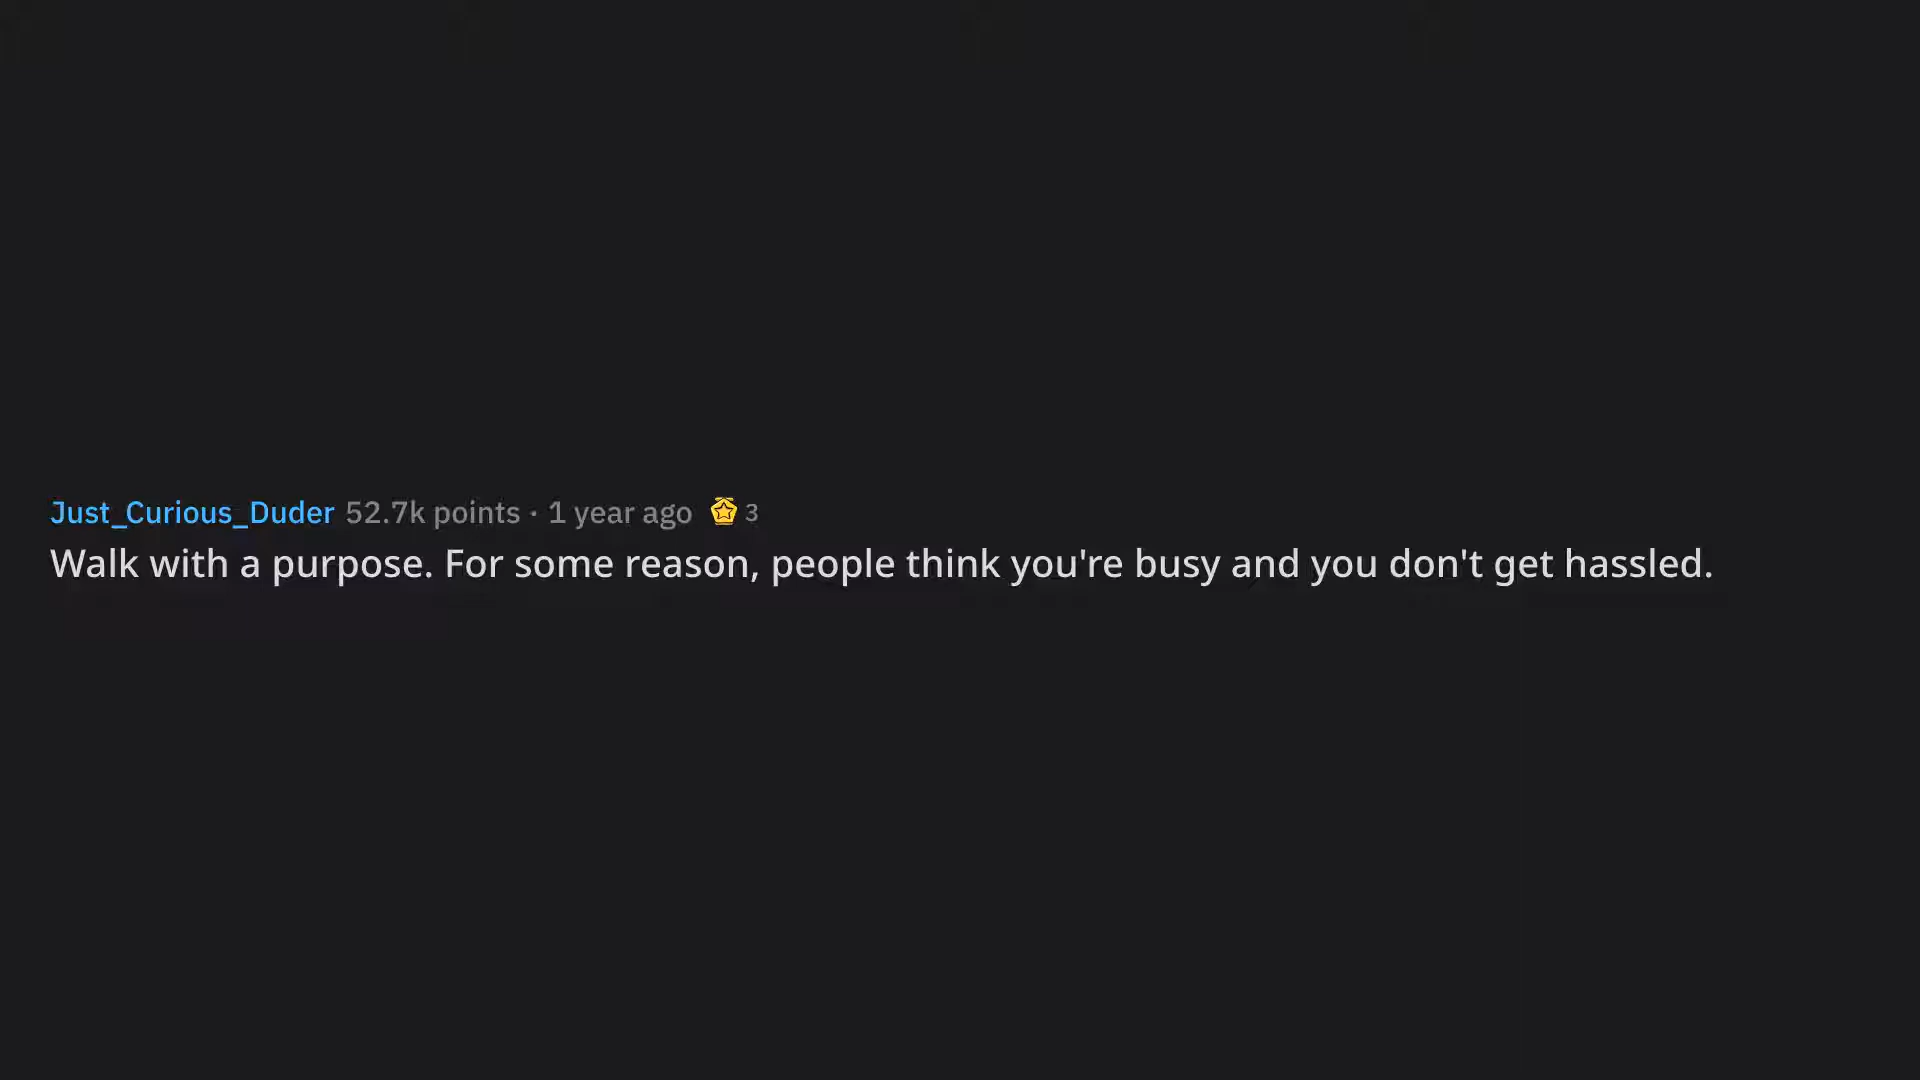 Just_Curious_Duder 52.7k points · 1 year ago 3
Walk with a purpose. For some reason, people think you're busy and you don't get hassled.